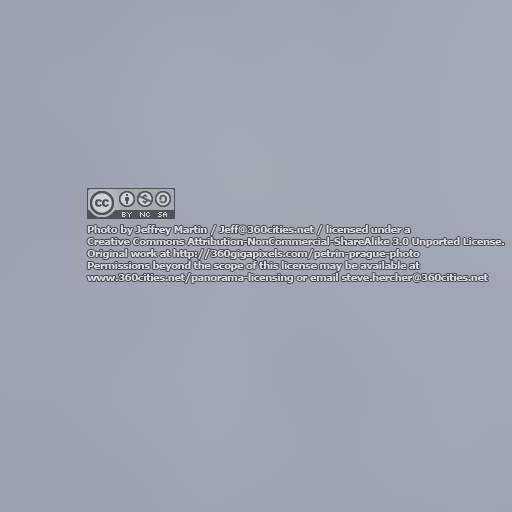 cc
BY NC SA
Photo by Jeffrey Martin / Jeff@360cities.net / licensed under a
Creative Commons Attribution-NonCommercial-ShareAlike 3.0 Unported License.
Original work at http://360gigapixels.com/petrin-prague-photo
Permissions beyond the scope of this license may be available at
www.360cities.net/panorama-licensing or email steve.hercher@360cities.net